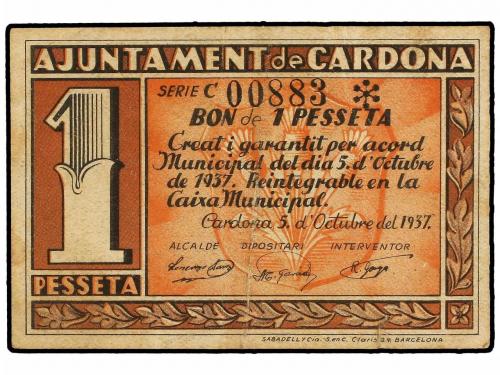 AJUNTAMENT de CARDONA
SERIE C 00883
BON de 1 PESSETA
Creat i garantit per acord
Municipal del dia 5 d'Octubre
de 1937. Reintegrable en la
Caixa Municipal.
Cardona 5, d'Octubre del 1937.
ALCALDE DIPOSITARI INTERVENTOR
1
PESSETA
SABADELL y Cia. S. en C. Claris 24. BARCELONA